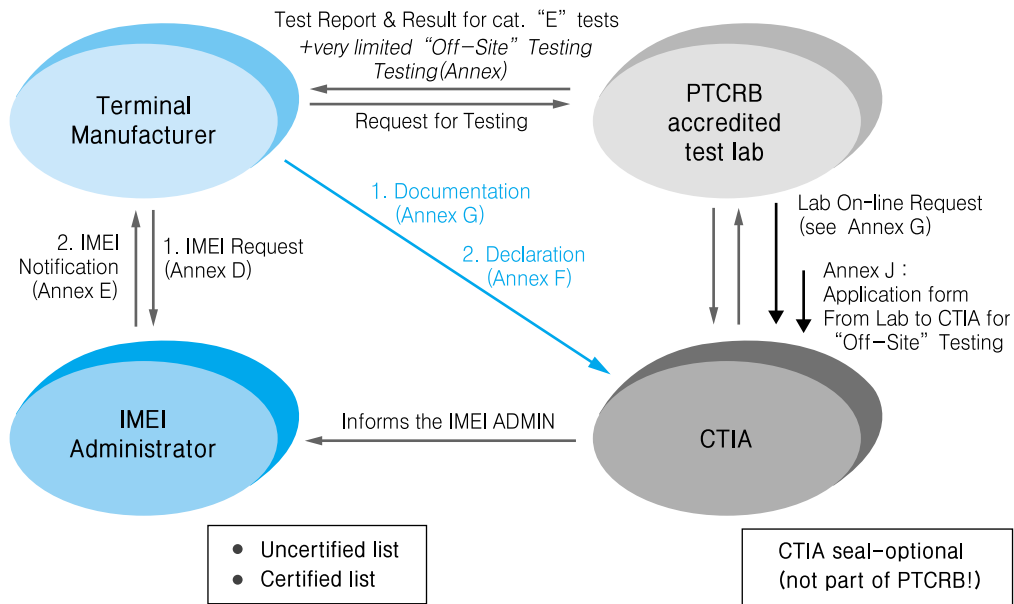 Test Report & Result for cat. “E” tests
+very limited “Off-Site” Testing
Testing(Annex)
Request for Testing
Terminal
Manufacturer
PTCRB
accredited
test lab
1. Documentation
(Annex G)
2. Declaration
(Annex F)
Lab On-line Request
(see Annex G)
Annex J :
Application form
From Lab to CTIA for
“Off-Site” Testing
2. IMEI
Notification
(Annex E)
1. IMEI Request
(Annex D)
IMEI
Administrator
Informs the IMEI ADMIN
CTIA
● Uncertified list
● Certified list
CTIA seal-optional
(not part of PTCRB!)